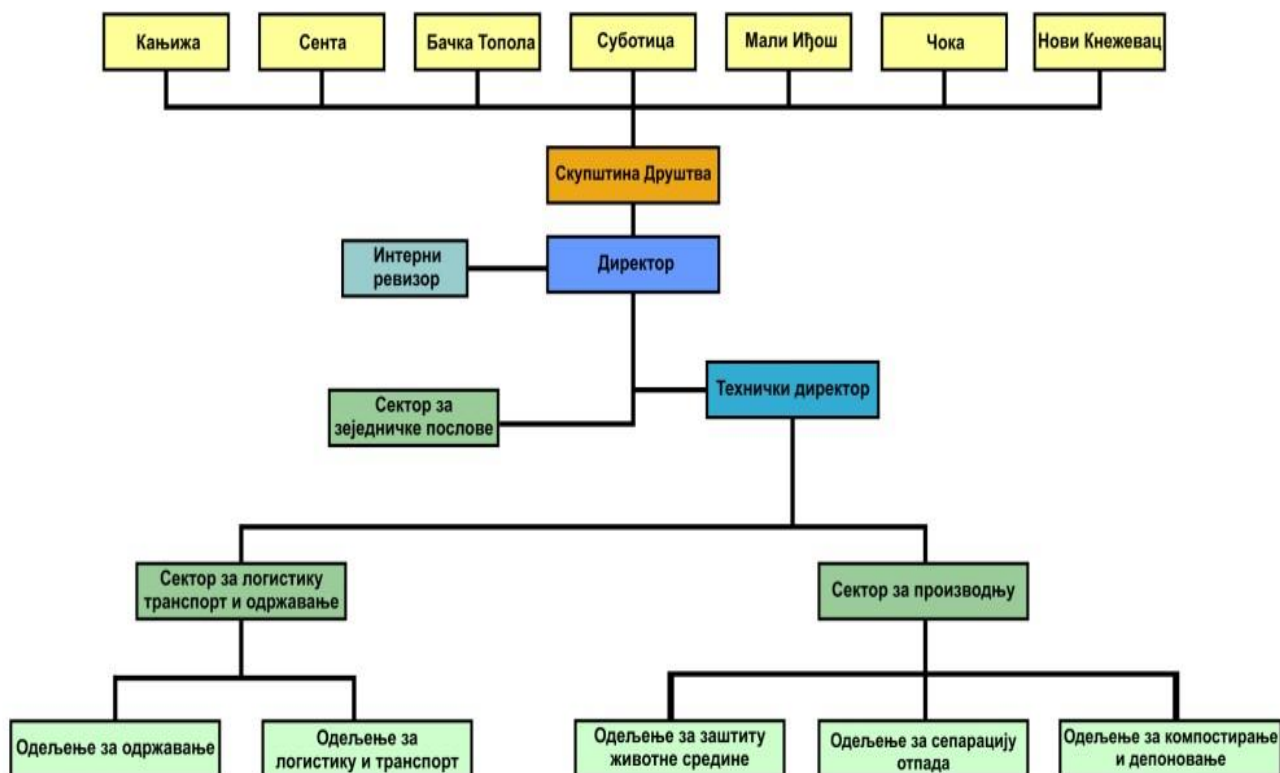 Кањижа
Сента
Бачка Топола
Суботица
Мали Иђош
Чока
Нови Кнежевац
Скупштина Друштва
Интерни
ревизор
Директор
Технички директор
Сектор за
зеједничке послове
Сектор за логистику
транспорт и одржавање
Сектор за производњу
Одељење за одржавање
Одељење за
логистику и транспорт
Одељење за заштиту
животне средине
Одељење за сепарацију
отпада
Одељење за компостирање
и депоновање